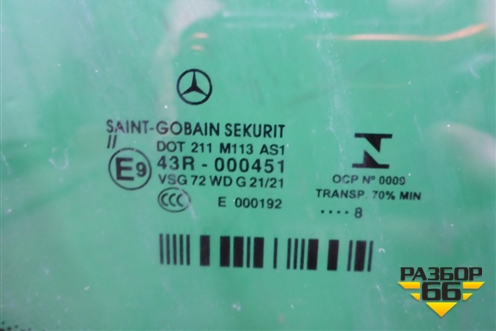 SAINT-GOBAIN SEKURIT
//
DOT 211 M113 AS1
E9
43R - 000451
VSG 72 WD G 21/21
CCC
E 000192
N
OCP Nº 0009
TRANSP. 70% MIN
.... 8
РАЗБОР
66